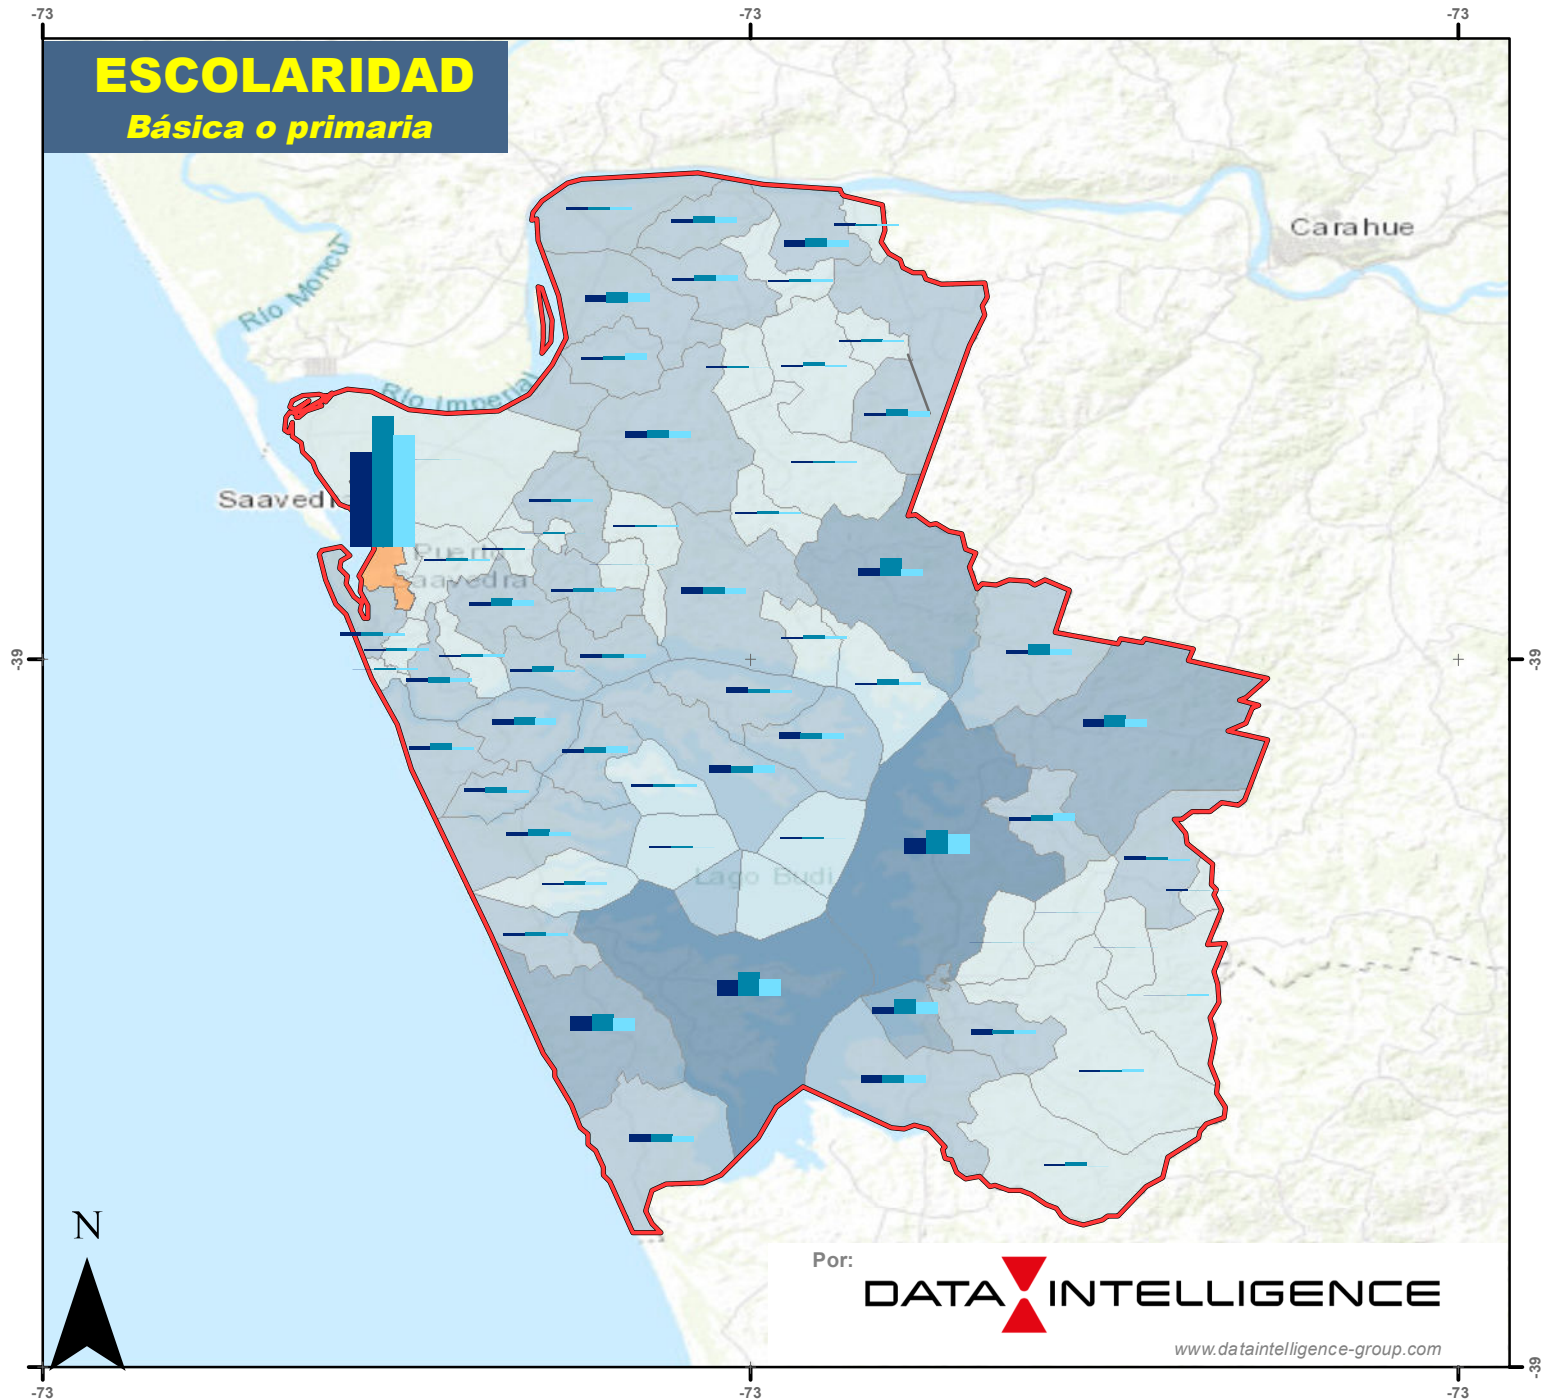 -73
-73
-73
ESCOLARIDAD
Básica o primaria
Carahue
Río Moncul
Río Imperial
Saavedra
Puerto
Saavedra
-39
-39
Lago Budi
N
Por:
DATA INTELLIGENCE
www.dataintelligence-group.com
-39
-73
-73
-73